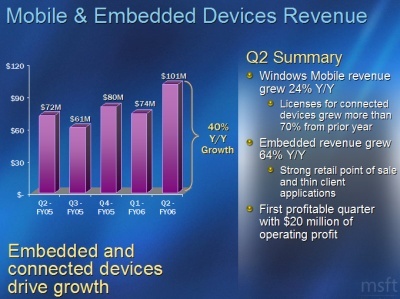 Mobile & Embedded Devices Revenue
$120
$90
$60
$30
$-
$72M
$61M
$80M
$74M
$101M
Q2 -
FY05
Q3 -
FY05
Q4 -
FY05
Q1 -
FY06
Q2 -
FY06
40%
Y/Y
Growth
Embedded and
connected devices
drive growth
Q2 Summary
Windows Mobile revenue
grew 24% Y/Y
Licenses for connected
devices grew more than
70% from prior year
Embedded revenue grew
64% Y/Y
Strong retail point of sale
and thin client
applications
First profitable quarter
with $20 million of
operating profit
msft